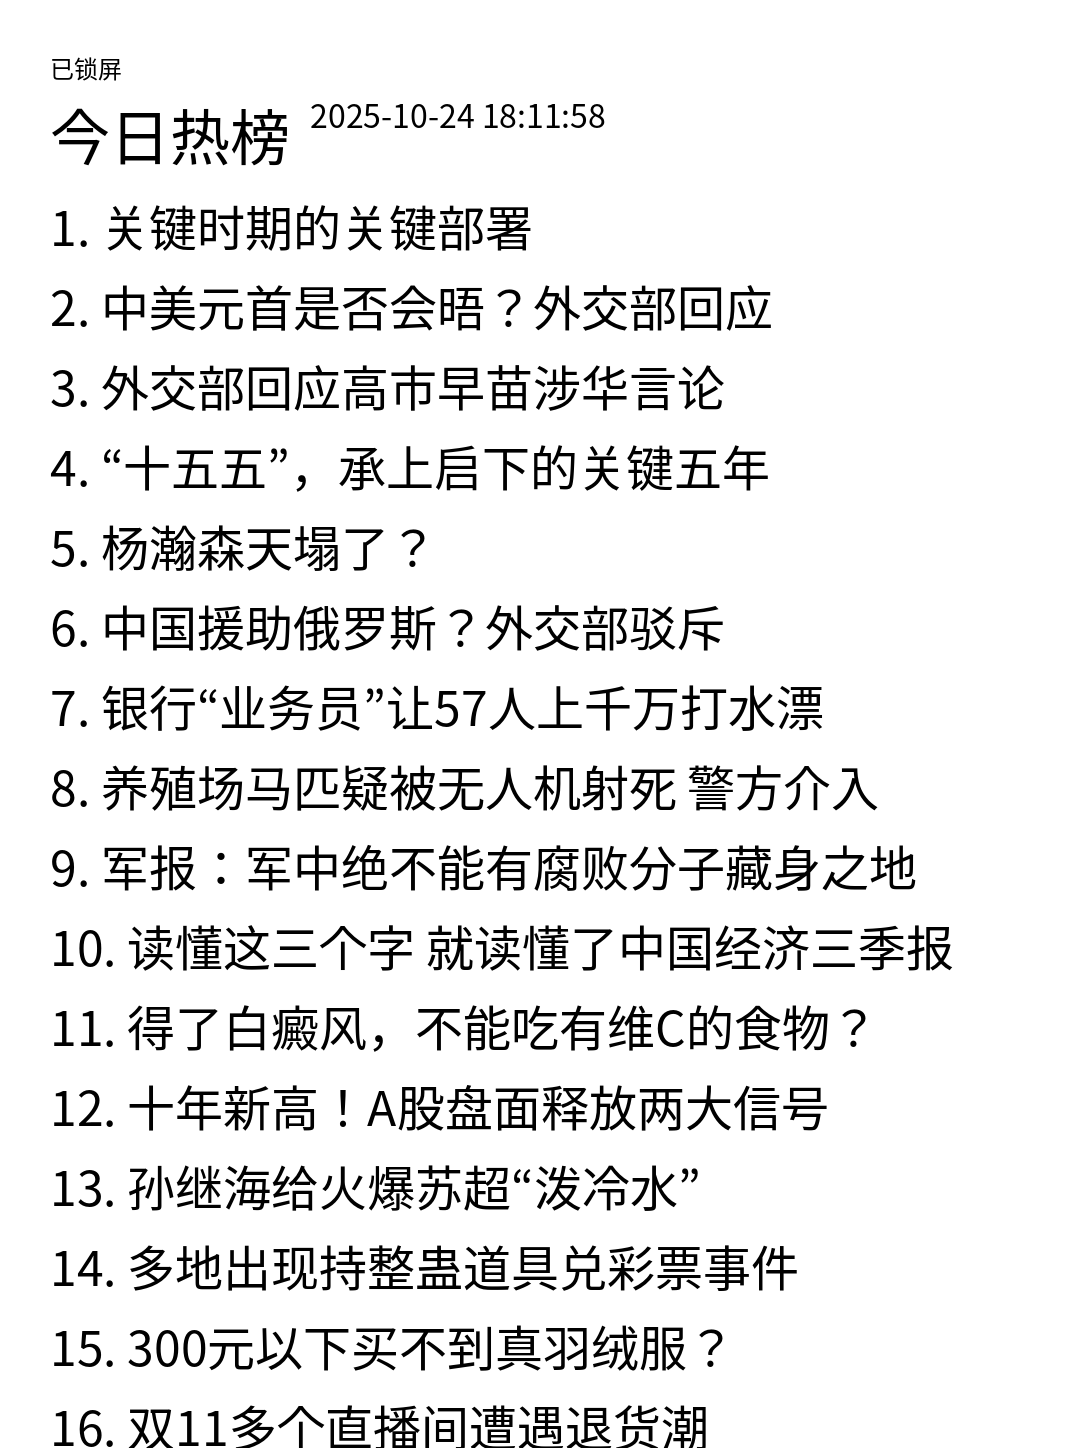 已锁屏
今日热榜 2025-10-24 18:11:58
1. 关键时期的关键部署
2. 中美元首是否会晤？外交部回应
3. 外交部回应高市早苗涉华言论
4. “十五五”，承上启下的关键五年
5. 杨瀚森天塌了？
6. 中国援助俄罗斯？外交部驳斥
7. 银行“业务员”让57人上千万打水漂
8. 养殖场马匹疑被无人机射死 警方介入
9. 军报：军中绝不能有腐败分子藏身之地
10. 读懂这三个字 就读懂了中国经济三季报
11. 得了白癜风，不能吃有维C的食物？
12. 十年新高！A股盘面释放两大信号
13. 孙继海给火爆苏超“泼冷水”
14. 多地出现持整蛊道具兑彩票事件
15. 300元以下买不到真羽绒服？
16. 双11多个直播间遭遇退货潮